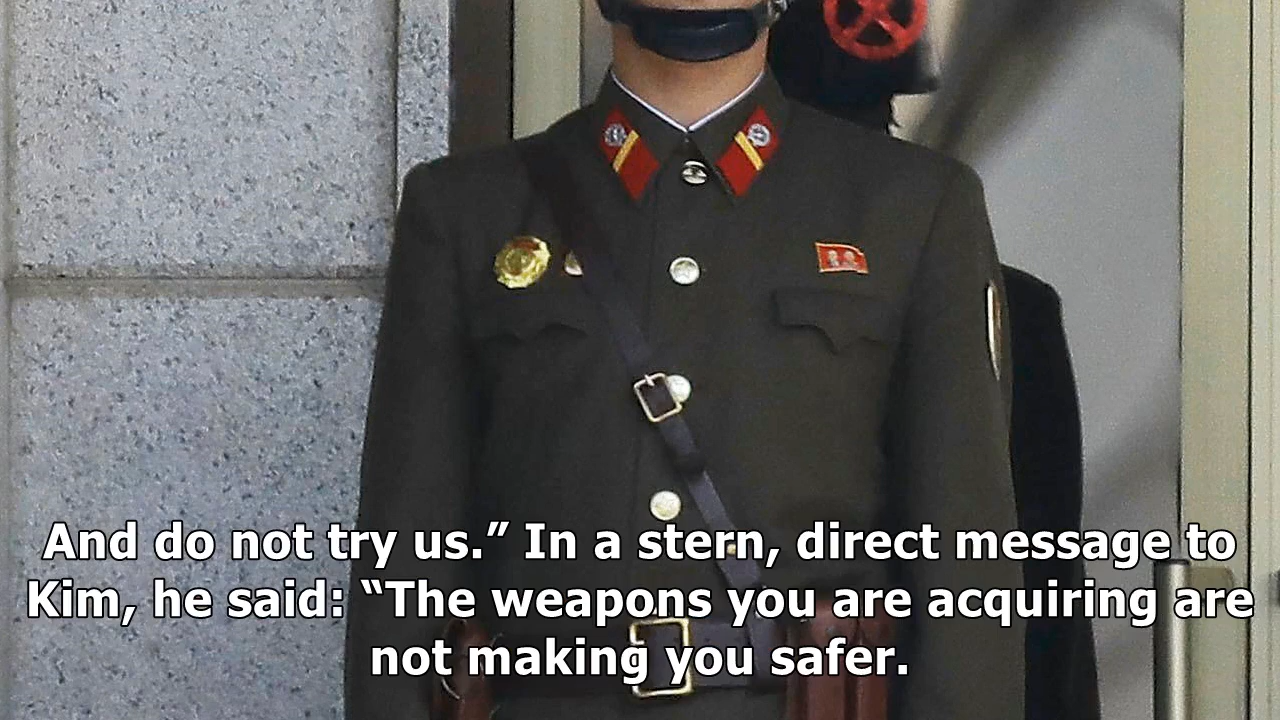 And do not try us.” In a stern, direct message to
Kim, he said: “The weapons you are acquiring are
not making you safer.